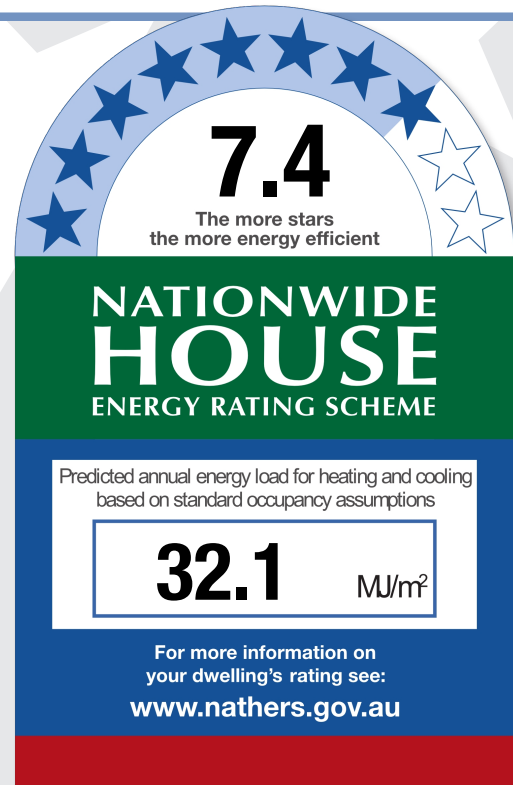 7.4
The more stars
the more energy efficient
NATIONWIDE
HOUSE
ENERGY RATING SCHEME
Predicted annual energy load for heating and cooling
based on standard occupancy assumptions
32.1 MJ/m²
For more information on
your dwelling's rating see:
www.nathers.gov.au